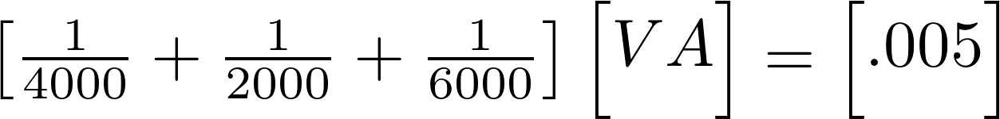 [1/4000 + 1/2000 + 1/6000] [VA] = [.005]